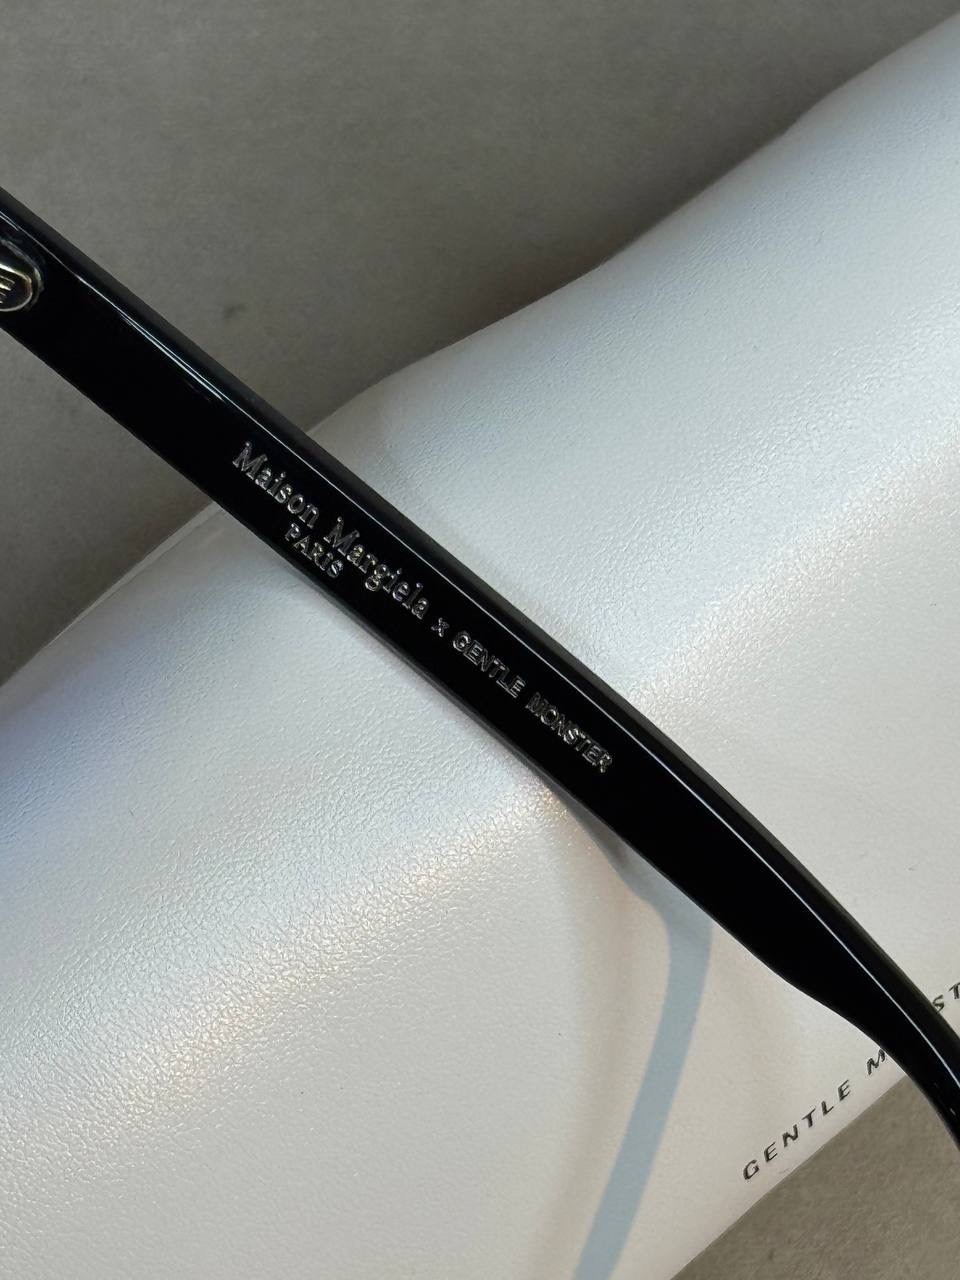 Maison Margiela x GENTLE MONSTER
PARIS
GENTLE